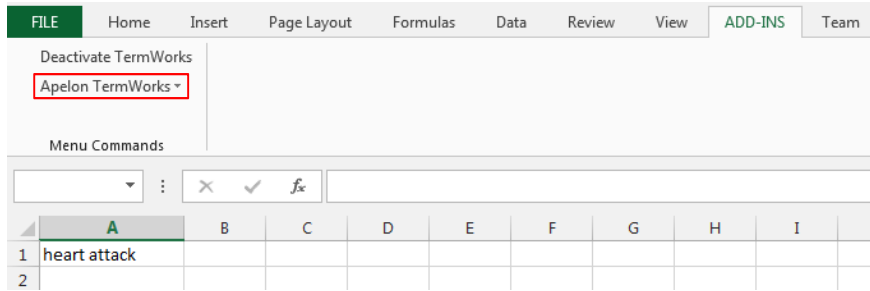 FILE Home Insert Page Layout Formulas Data Review View ADD-INS Team
Deactivate TermWorks
Apelon TermWorks
Menu Commands
fx
A B C D E F G H I
1 heart attack
2